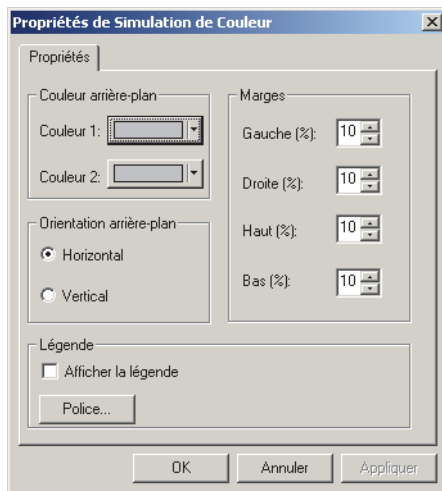 Propriétés de Simulation de Couleur
Propriétés
Couleur arrière-plan
Couleur 1:
Couleur 2:
Orientation arrière-plan
Horizontal
Vertical
Marges
Gauche (%): 10
Droite (%): 10
Haut (%): 10
Bas (%): 10
Légende
Afficher la légende
Police...
OK Annuler Appliquer